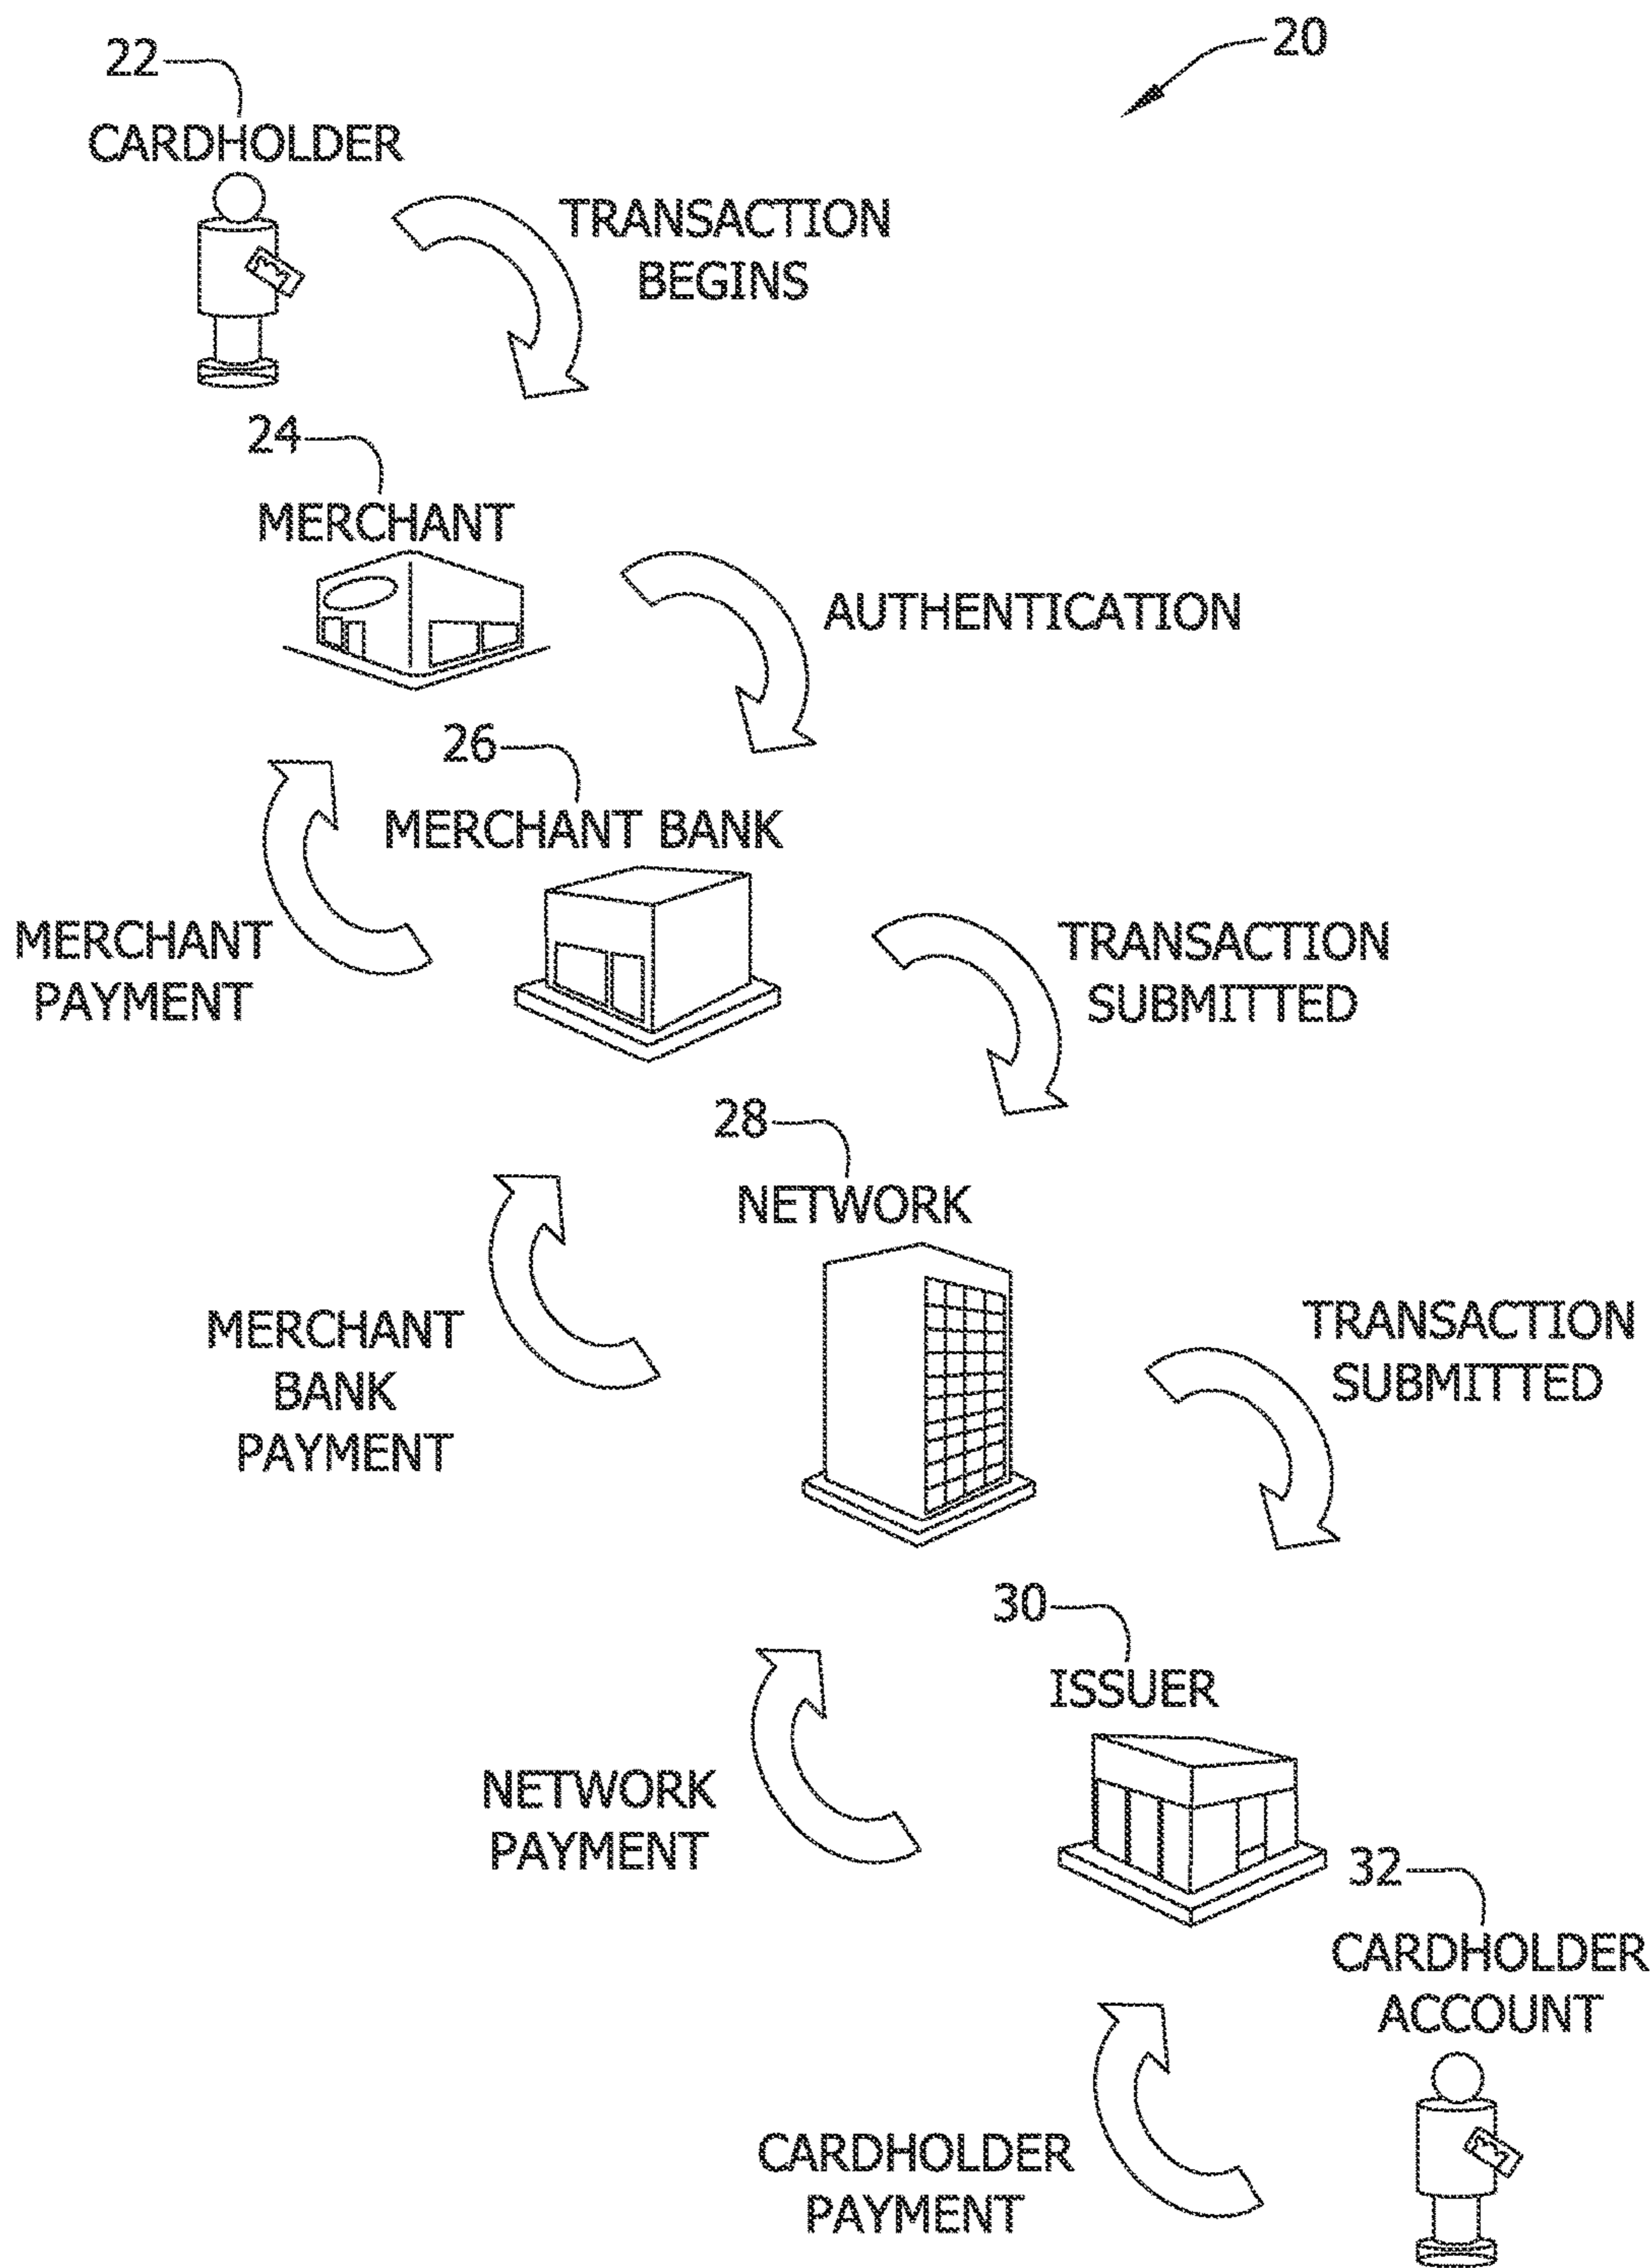 20
22
CARDHOLDER
TRANSACTION
BEGINS
24
MERCHANT
AUTHENTICATION
26
MERCHANT BANK
MERCHANT
PAYMENT
TRANSACTION
SUBMITTED
28
NETWORK
MERCHANT
BANK
PAYMENT
TRANSACTION
SUBMITTED
30
ISSUER
NETWORK
PAYMENT
32
CARDHOLDER
ACCOUNT
CARDHOLDER
PAYMENT